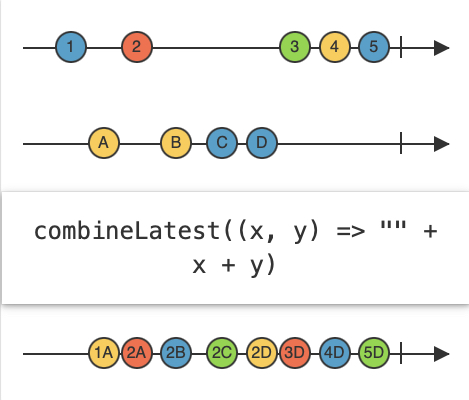 1 2 3 4 5
A B C D
combineLatest((x, y) => "" +
x + y)
1A 2A 2B 2C 2D 3D 4D 5D